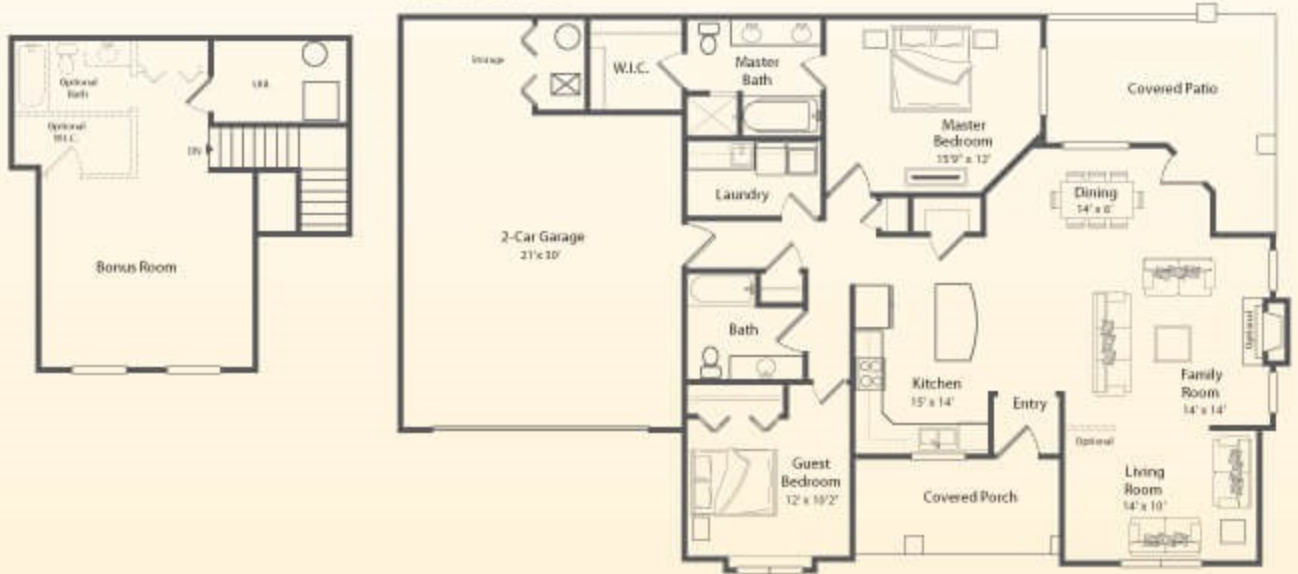 Optional
Bath
Optional
W.I.C.
DN
Bonus Room
Storage
W.I.C.
Master
Bath
Laundry
2-Car Garage
21' x 30'
Master
Bedroom
15'9" x 12'
Covered Patio
Dining
14' x 8'
Bath
Kitchen
15' x 14'
Entry
Optional
Family
Room
14' x 14'
Optional
Living
Room
14' x 10'
Guest
Bedroom
12' x 10'2"
Covered Porch